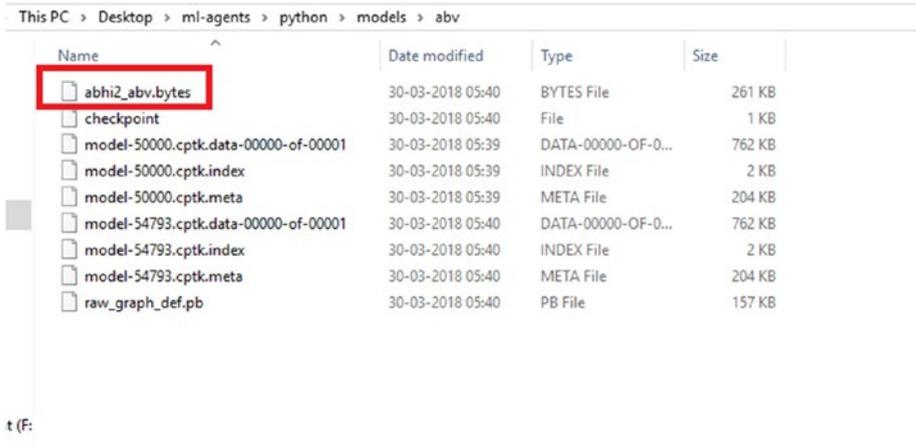 This PC > Desktop > ml-agents > python > models > abv
Name Date modified Type Size
abhi2_abv.bytes 30-03-2018 05:40 BYTES File 261 KB
checkpoint 30-03-2018 05:40 File 1 KB
model-50000.cptk.data-00000-of-00001 30-03-2018 05:39 DATA-00000-OF-0... 762 KB
model-50000.cptk.index 30-03-2018 05:39 INDEX File 2 KB
model-50000.cptk.meta 30-03-2018 05:39 META File 204 KB
model-54793.cptk.data-00000-of-00001 30-03-2018 05:40 DATA-00000-OF-0... 762 KB
model-54793.cptk.index 30-03-2018 05:40 INDEX File 2 KB
model-54793.cptk.meta 30-03-2018 05:40 META File 204 KB
raw_graph_def.pb 30-03-2018 05:40 PB File 157 KB
t (F: